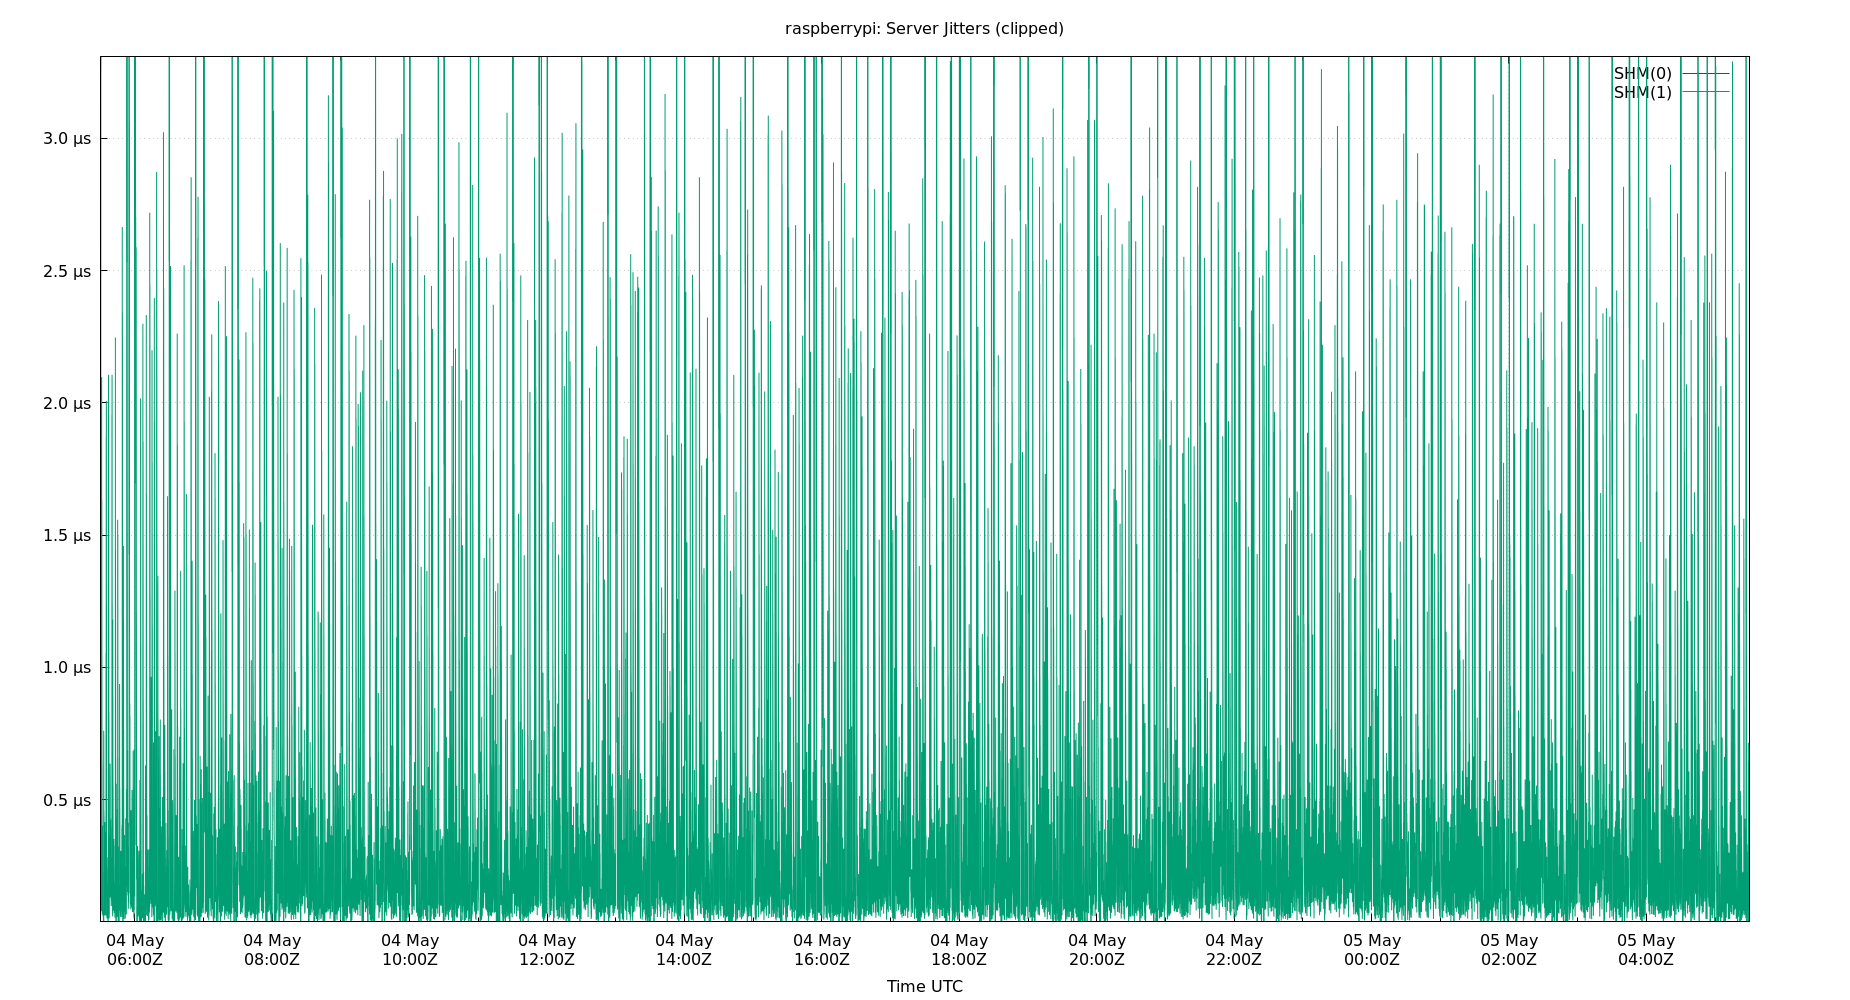 raspberrypi: Server Jitters (clipped)
SHM(0)
SHM(1)
3.0 µs
2.5 µs
2.0 µs
1.5 µs
1.0 µs
0.5 µs
04 May 04 May 04 May 04 May 04 May 04 May 04 May 04 May 04 May 05 May 05 May 05 May
06:00Z 08:00Z 10:00Z 12:00Z 14:00Z 16:00Z 18:00Z 20:00Z 22:00Z 00:00Z 02:00Z 04:00Z
Time UTC